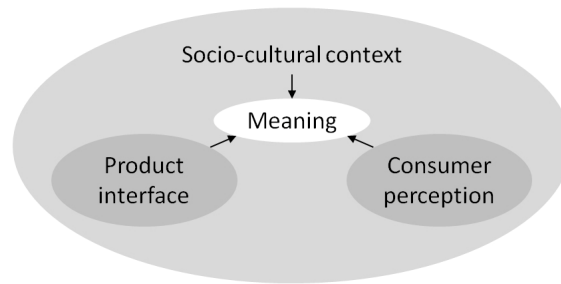 Socio-cultural context
Meaning
Product
interface
Consumer
perception